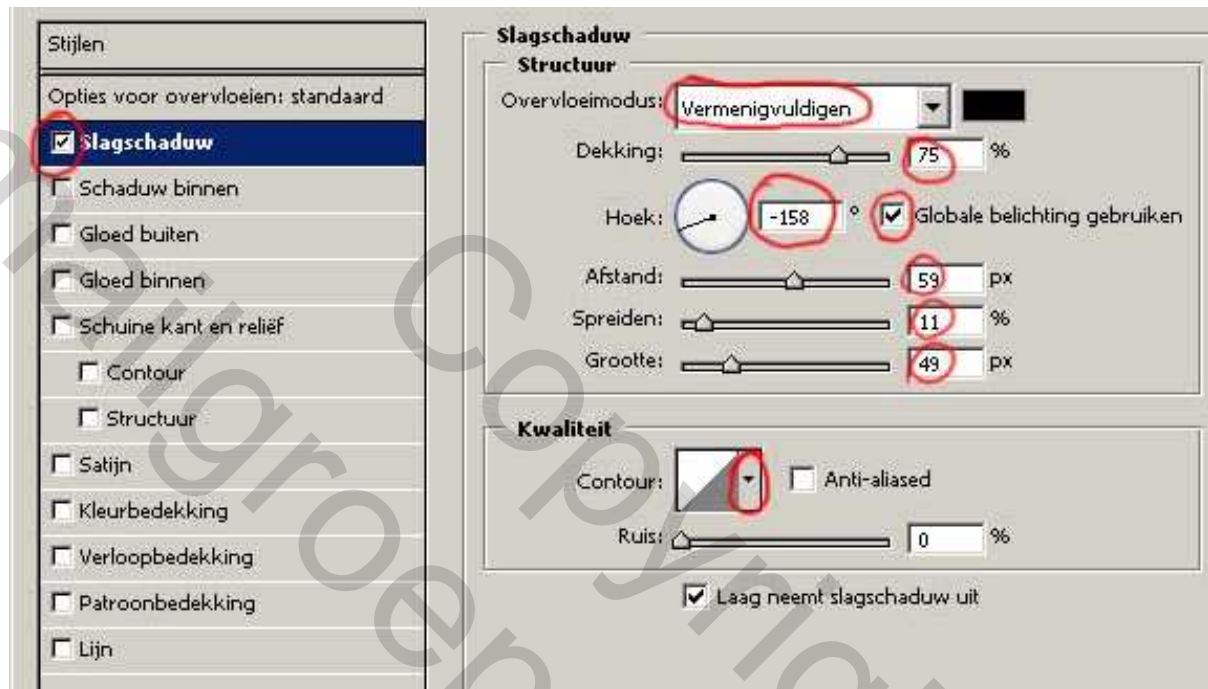 Stijlen
Opties voor overvloeien: standaard
Slagschaduw
Schaduw binnen
Gloed buiten
Gloed binnen
Schuine kant en reliëf
Contour
Structuur
Satijn
Kleurbedekking
Verloopbedekking
Patroonbedekking
Lijn
Slagschaduw
Structuur
Overvloeimodus: Vermenigvuldigen
Dekking: 75 %
Hoek: -158 ° Globale belichting gebruiken
Afstand: 59 px
Spreiden: 11 %
Grootte: 49 px
Kwaliteit
Contour: Anti-aliased
Ruis: 0 %
Laag neemt slagschaduw uit